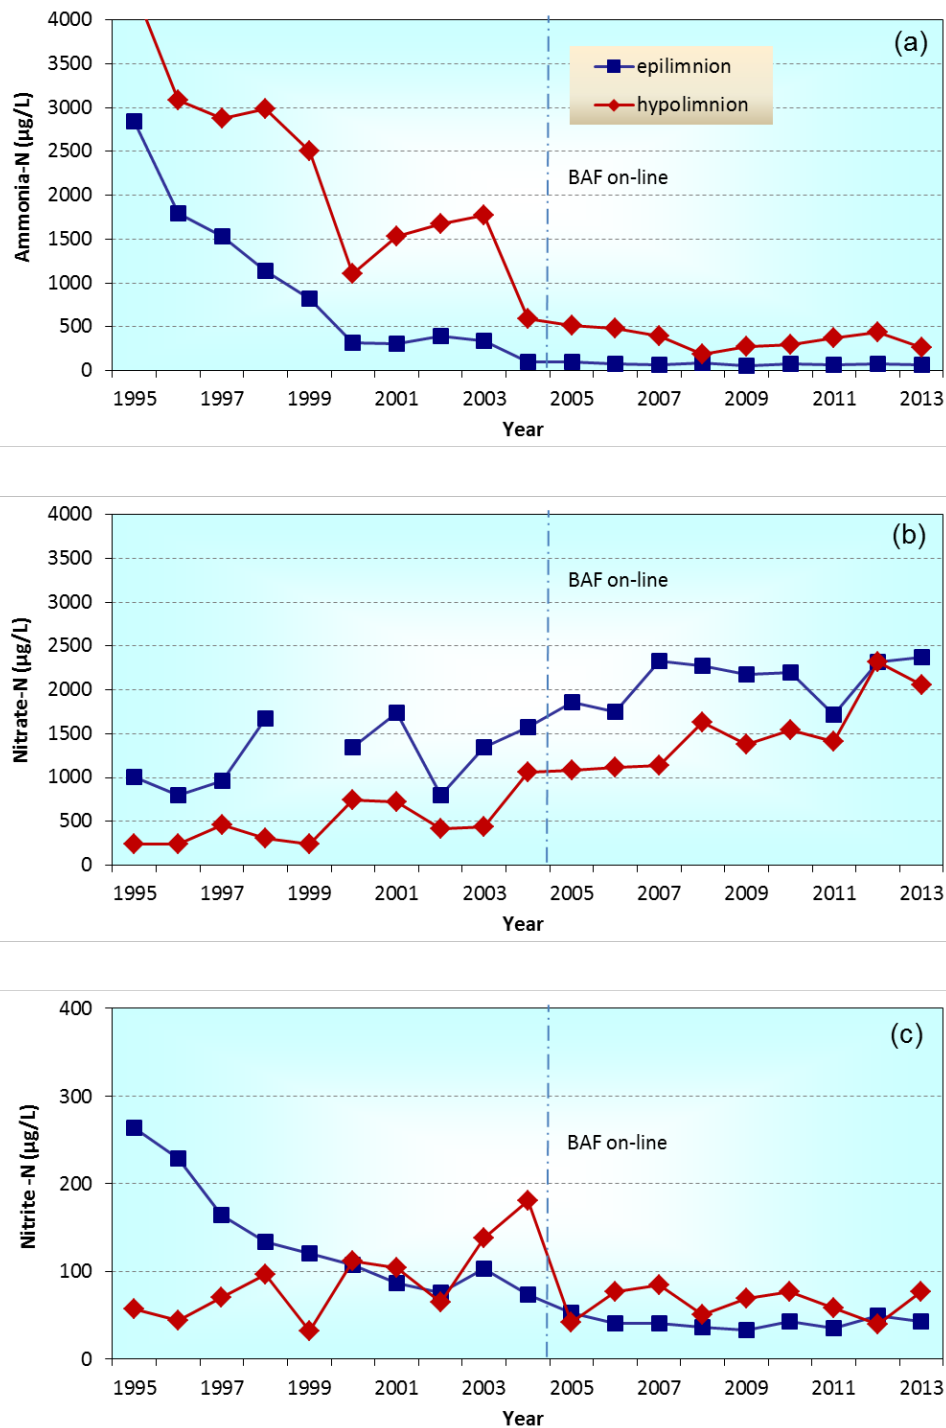 (a)
4000
3500
3000
2500
2000
1500
1000
500
0
Ammonia-N (µg/L)
epilimnion
hypolimnion
BAF on-line
1995 1997 1999 2001 2003 2005 2007 2009 2011 2013
Year
(b)
4000
3500
3000
2500
2000
1500
1000
500
0
Nitrate-N (µg/L)
BAF on-line
1995 1997 1999 2001 2003 2005 2007 2009 2011 2013
Year
(c)
400
300
200
100
0
Nitrite -N (µg/L)
BAF on-line
1995 1997 1999 2001 2003 2005 2007 2009 2011 2013
Year